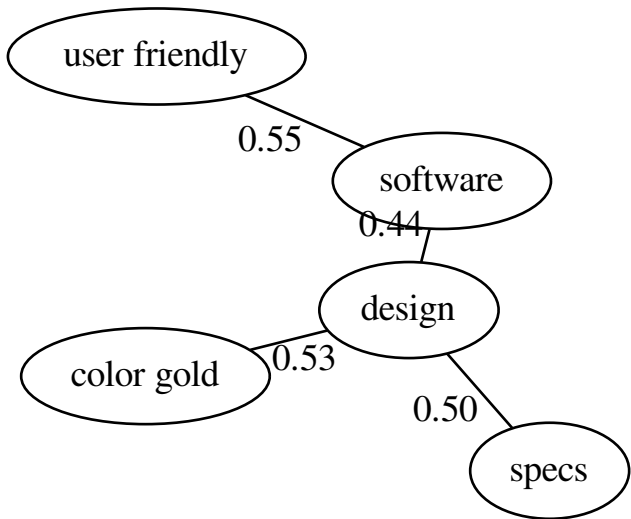 user friendly
0.55
software
0.44
design
0.53
color gold
0.50
specs